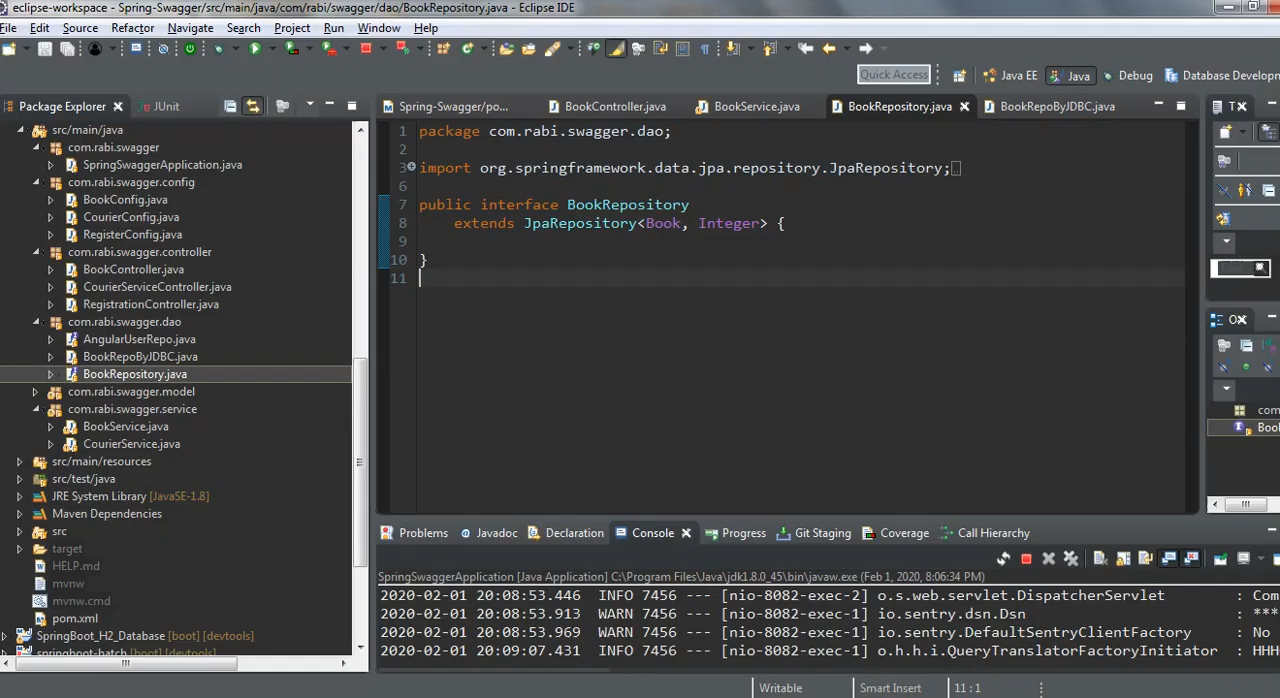 eclipse-workspace - Spring-Swagger/src/main/java/com/rabi/swagger/dao/BookRepository.java - Eclipse IDE
File Edit Source Refactor Navigate Search Project Run Window Help
Quick Access Java EE Java Debug Database Developm
Package Explorer JUnit
Spring-Swagger/po... BookController.java BookService.java BookRepository.java BookRepoByJDBC.java
src/main/java
com.rabi.swagger
SpringSwaggerApplication.java
com.rabi.swagger.config
BookConfig.java
CourierConfig.java
RegisterConfig.java
com.rabi.swagger.controller
BookController.java
CourierServiceController.java
RegistrationController.java
com.rabi.swagger.dao
AngularUserRepo.java
BookRepoByJDBC.java
BookRepository.java
com.rabi.swagger.model
com.rabi.swagger.service
BookService.java
CourierService.java
src/main/resources
src/test/java
JRE System Library [JavaSE-1.8]
Maven Dependencies
src
target
HELP.md
mvnw
mvnw.cmd
pom.xml
SpringBoot_H2_Database [boot] [devtools]
springboot-batch [boot] [devtools]
1 package com.rabi.swagger.dao;
2
3 import org.springframework.data.jpa.repository.JpaRepository;
6
7 public interface BookRepository
8 extends JpaRepository<Book, Integer> {
9
10 }
11
com
Book
Problems Javadoc Declaration Console Progress Git Staging Coverage Call Hierarchy
SpringSwaggerApplication [Java Application] C:\Program Files\Java\jdk1.8.0_45\bin\javaw.exe (Feb 1, 2020, 8:06:34 PM)
2020-02-01 20:08:53.446 INFO 7456 --- [nio-8082-exec-2] o.s.web.servlet.DispatcherServlet : Com
2020-02-01 20:08:53.913 WARN 7456 --- [nio-8082-exec-1] io.sentry.dsn.Dsn : ***
2020-02-01 20:08:53.969 WARN 7456 --- [nio-8082-exec-1] io.sentry.DefaultSentryClientFactory : No
2020-02-01 20:09:07.431 INFO 7456 --- [nio-8082-exec-1] o.h.h.i.QueryTranslatorFactoryInitiator : HHH
Writable Smart Insert 11 : 1